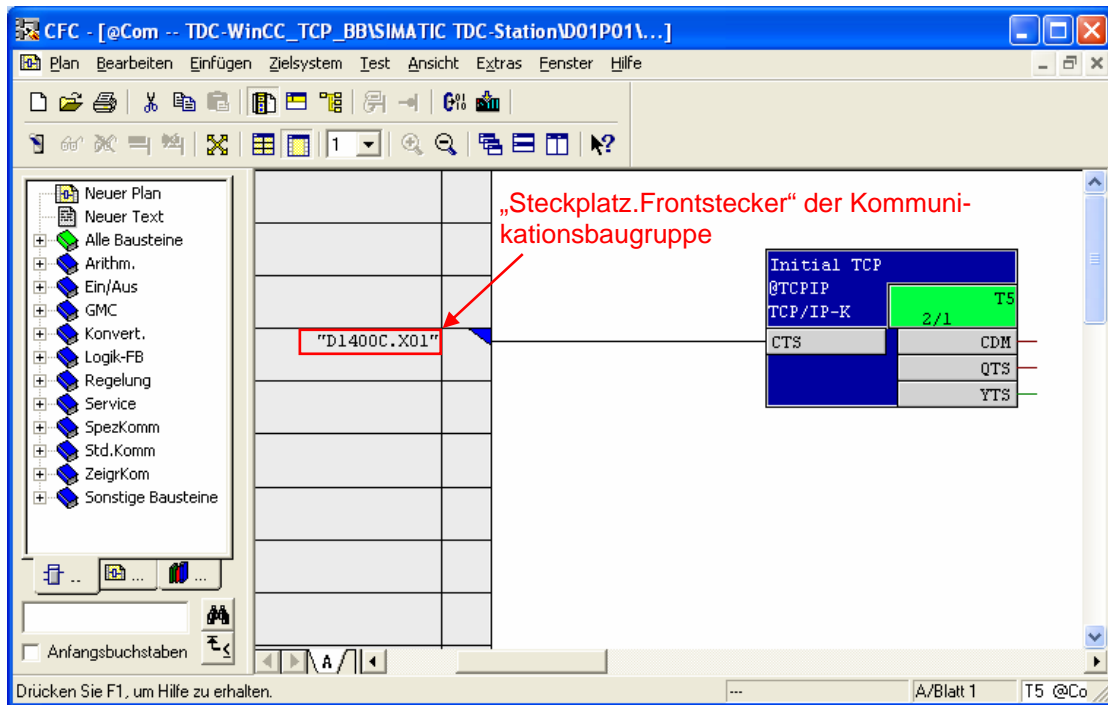 CFC - [@Com -- TDC-WinCC_TCP_BB\SIMATIC TDC-Station\D01P01\...]
Plan Bearbeiten Einfügen Zielsystem Test Ansicht Extras Fenster Hilfe
1
Neuer Plan
Neuer Text
Alle Bausteine
Arithm.
Ein/Aus
GMC
Konvert.
Logik-FB
Regelung
Service
SpezKomm
Std.Komm
ZeigrKom
Sonstige Bausteine
.. ... ...
Anfangsbuchstaben
„Steckplatz.Frontstecker“ der Kommuni-
kationsbaugruppe
"D1400C.X01"
Initial TCP
@TCPIP
TCP/IP-K
T5
2/1
CTS CDM
QTS
YTS
A
Drücken Sie F1, um Hilfe zu erhalten. --- A/Blatt 1 T5 @Co